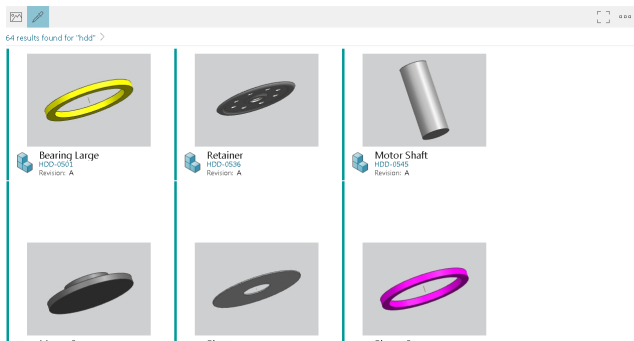 64 results found for "hdd"
Bearing Large
HDD-0501
Revision: A
Retainer
HDD-0536
Revision: A
Motor Shaft
HDD-0545
Revision: A